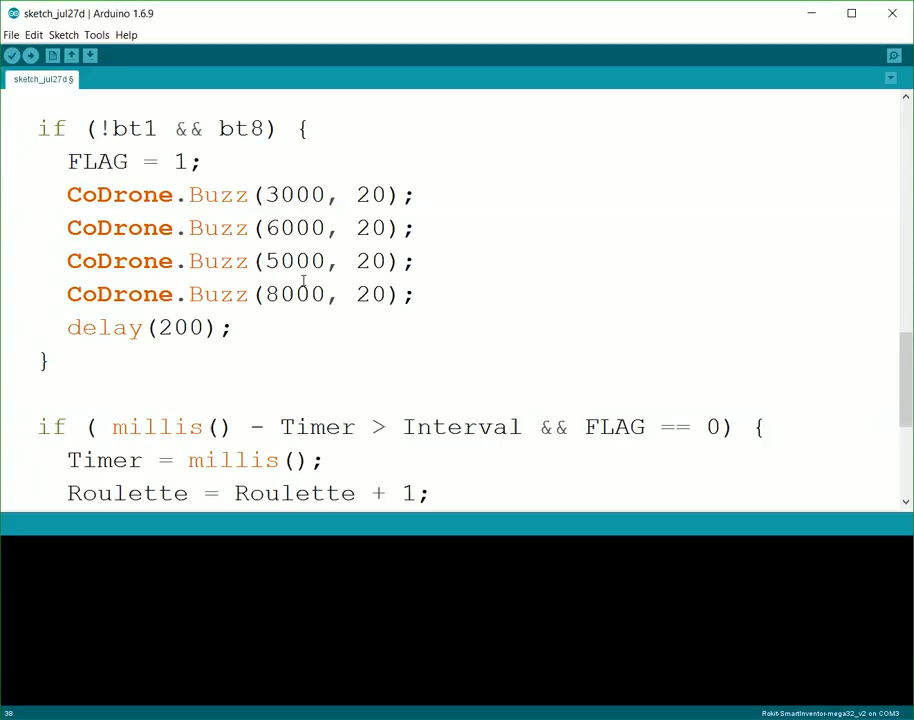 sketch_jul27d | Arduino 1.6.9
File Edit Sketch Tools Help
sketch_jul27d §
if (!bt1 && bt8) {
FLAG = 1;
CoDrone.Buzz(3000, 20);
CoDrone.Buzz(6000, 20);
CoDrone.Buzz(5000, 20);
CoDrone.Buzz(8000, 20);
delay(200);
}
if ( millis() - Timer > Interval && FLAG == 0) {
Timer = millis();
Roulette = Roulette + 1;
38
Rokit-SmartInventor-mega32_v2 on COM3